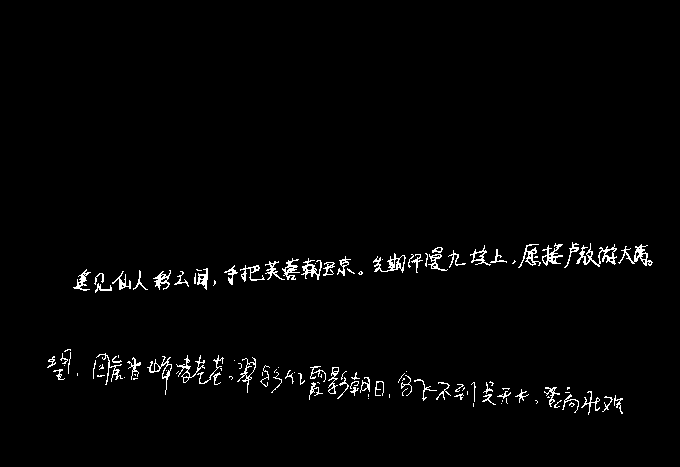 遥见仙人彩云间，手把芙蓉朝玉京。先期汗漫九垓上，愿接卢敖游太清。
望，回崖沓嶂凌苍苍。翠影红霞影朝日，鸟飞不到吴天长。登高壮观